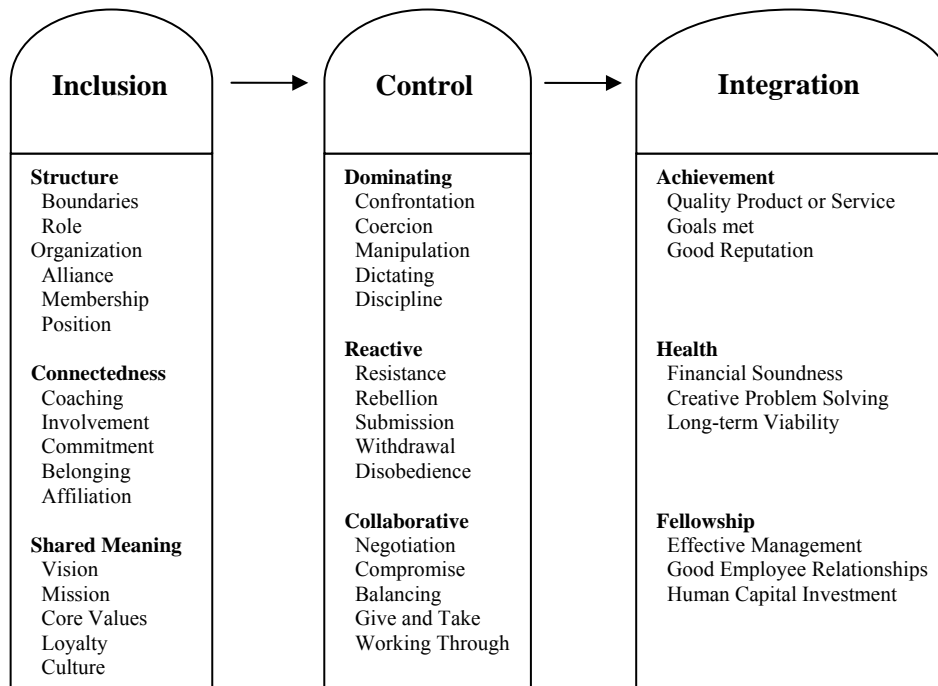 Inclusion
Structure
Boundaries
Role
Organization
Alliance
Membership
Position
Connectedness
Coaching
Involvement
Commitment
Belonging
Affiliation
Shared Meaning
Vision
Mission
Core Values
Loyalty
Culture
Control
Dominating
Confrontation
Coercion
Manipulation
Dictating
Discipline
Reactive
Resistance
Rebellion
Submission
Withdrawal
Disobedience
Collaborative
Negotiation
Compromise
Balancing
Give and Take
Working Through
Integration
Achievement
Quality Product or Service
Goals met
Good Reputation
Health
Financial Soundness
Creative Problem Solving
Long-term Viability
Fellowship
Effective Management
Good Employee Relationships
Human Capital Investment